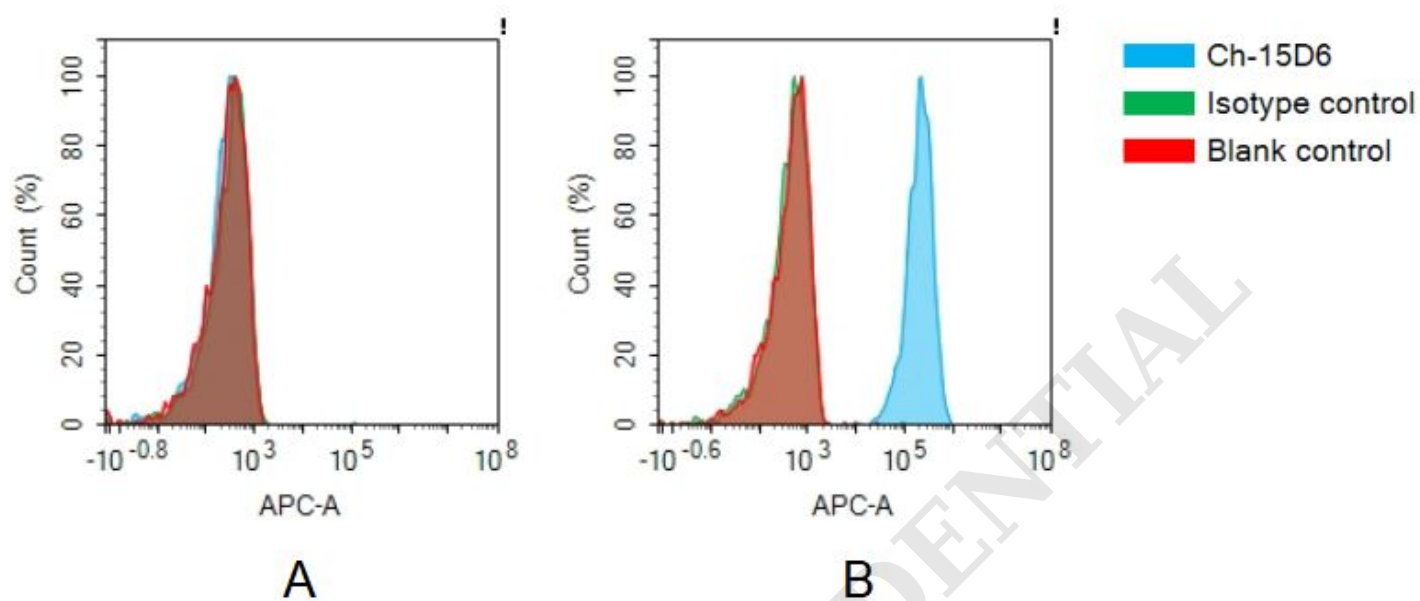 !
100
80
60
40
20
0
Count (%)
-10^-0.8 10^3 10^5 10^8
APC-A
A
!
100
80
60
40
20
0
Count (%)
-10^-0.6 10^3 10^5 10^8
APC-A
B
Ch-15D6
Isotype control
Blank control
DENTIAL